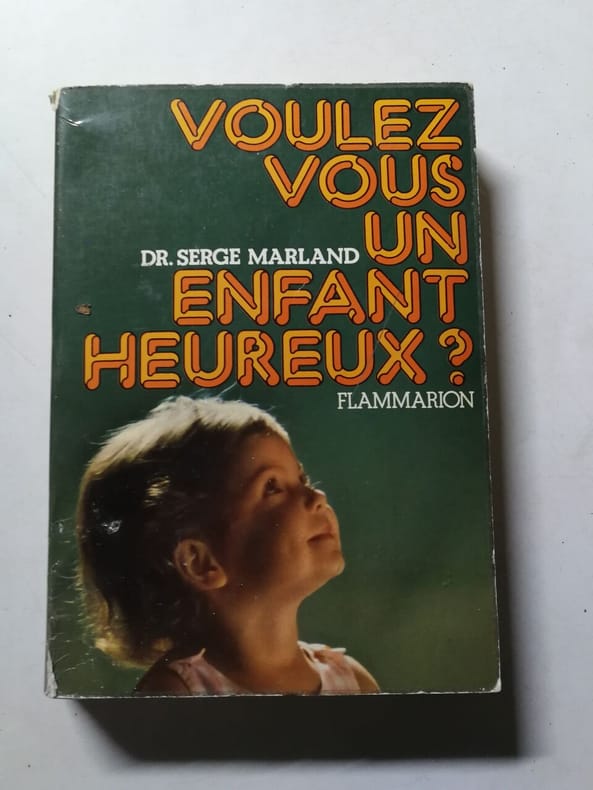 VOULEZ
VOUS
UN
DR. SERGE MARLAND
ENFANT
HEUREUX ?
FLAMMARION